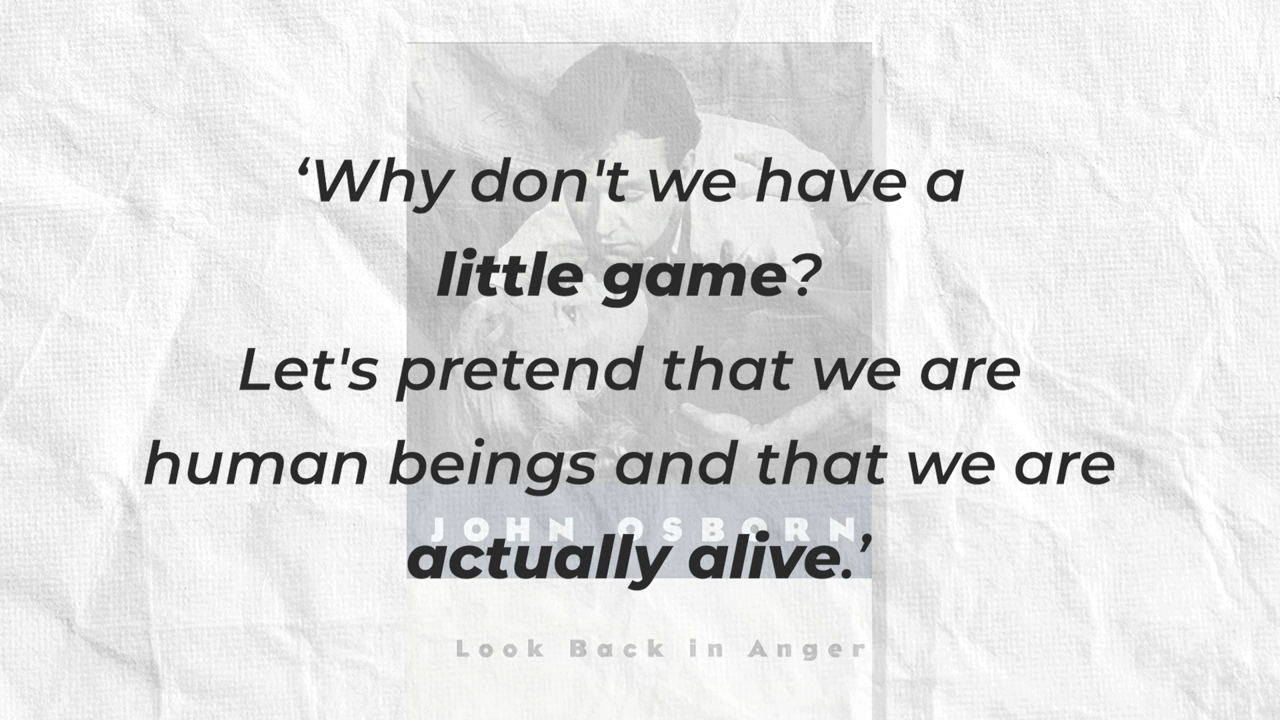 ‘Why don't we have a
little game?
Let's pretend that we are
human beings and that we are
JOHN OSBORN
actually alive.’
Look Back in Anger